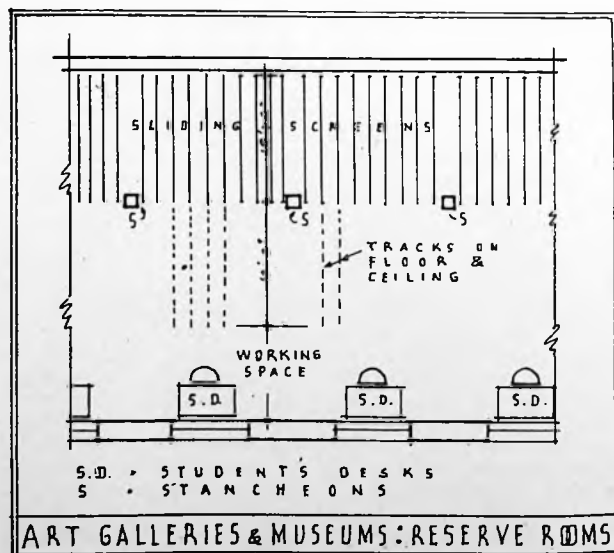 SLIDING SCREENS
S
S
S
TRACKS ON
FLOOR &
CEILING
WORKING
SPACE
S.D.
S.D.
S.D.
S.D. • STUDENTS DESKS
S • STANCHEONS
ART GALLERIES & MUSEUMS: RESERVE ROOMS